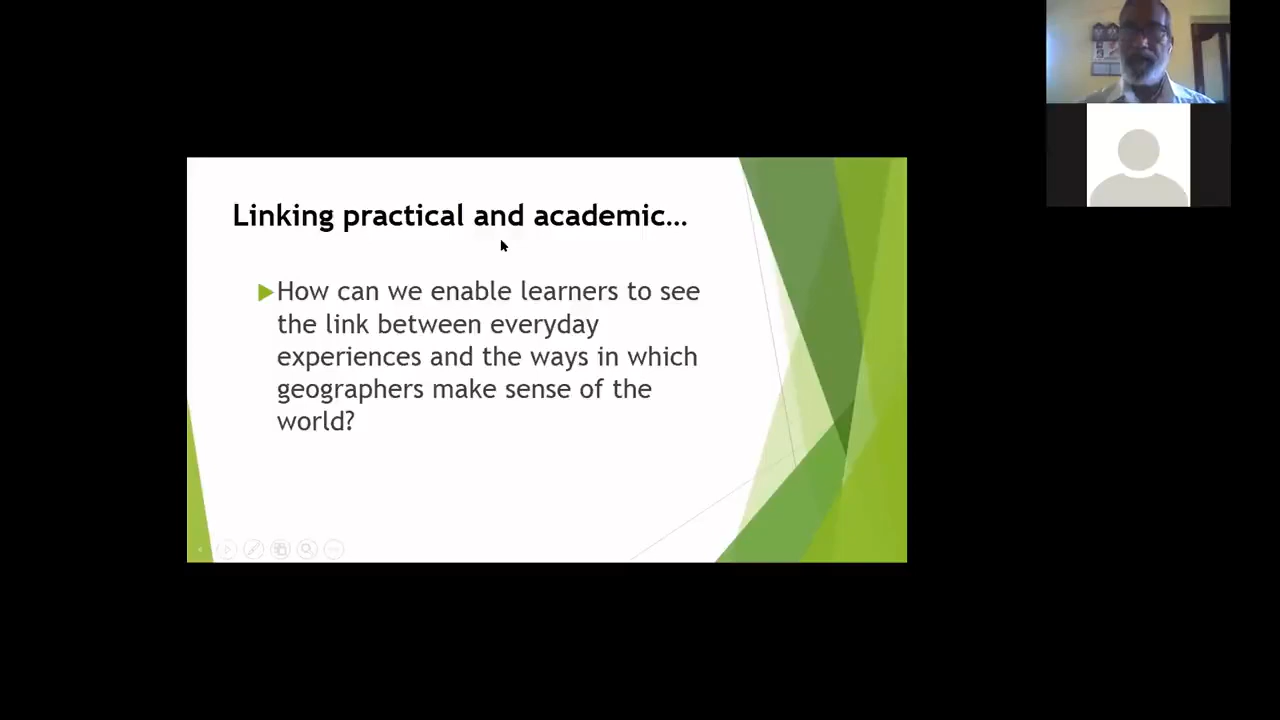 Linking practical and academic...
How can we enable learners to see
the link between everyday
experiences and the ways in which
geographers make sense of the
world?